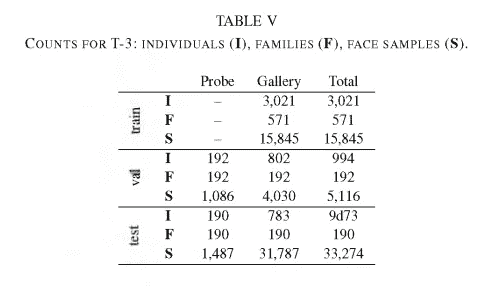 TABLE V
COUNTS FOR T-3: INDIVIDUALS (I), FAMILIES (F), FACE SAMPLES (S).
Probe Gallery Total
train
I – 3,021 3,021
F – 571 571
S – 15,845 15,845
val
I 192 802 994
F 192 192 192
S 1,086 4,030 5,116
test
I 190 783 9d73
F 190 190 190
S 1,487 31,787 33,274